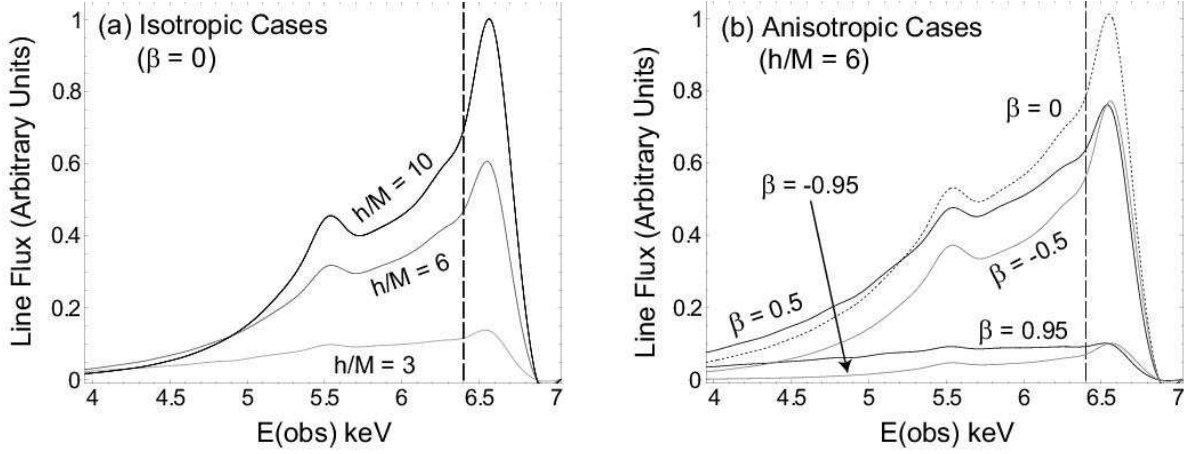 (a) Isotropic Cases
(β = 0)
Line Flux (Arbitrary Units)
1
0.8
0.6
0.4
0.2
0
h/M = 10
h/M = 6
h/M = 3
4
4.5
5
5.5
6
6.5
7
E(obs) keV
(b) Anisotropic Cases
(h/M = 6)
Line Flux (Arbitrary Units)
1
0.8
0.6
0.4
0.2
0
β = 0
β = -0.95
β = -0.5
β = 0.5
β = 0.95
4
4.5
5
5.5
6
6.5
7
E(obs) keV